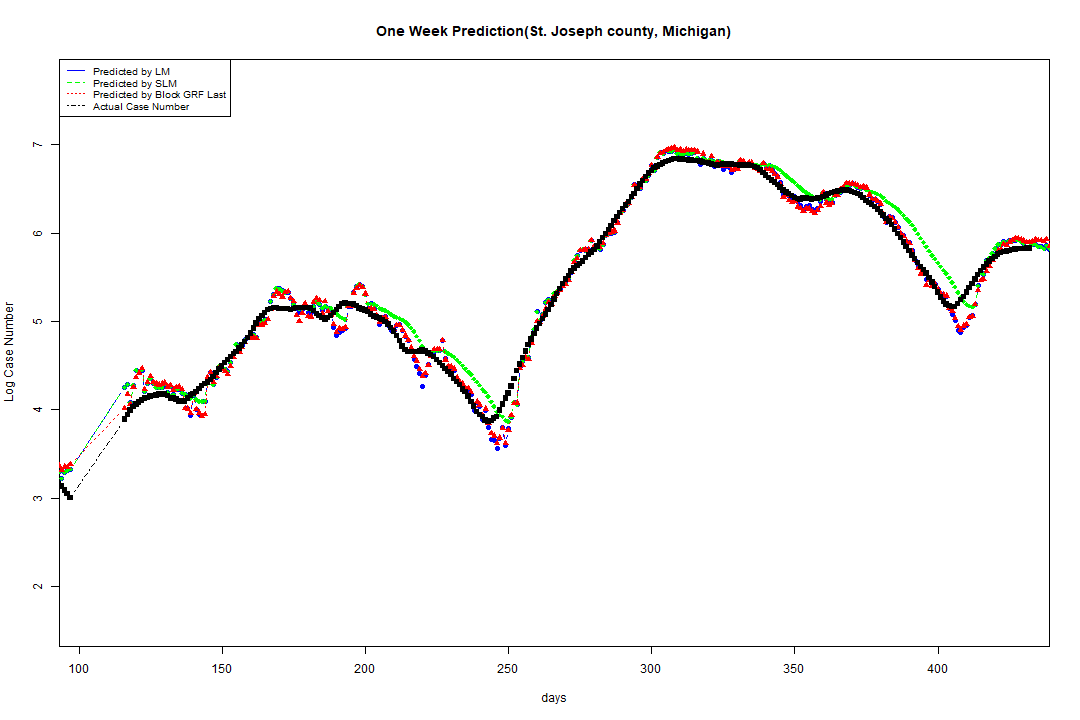 One Week Prediction(St. Joseph county, Michigan)
Predicted by LM
Predicted by SLM
Predicted by Block GRF Last
Actual Case Number
7
6
5
4
3
2
Log Case Number
100 150 200 250 300 350 400
days